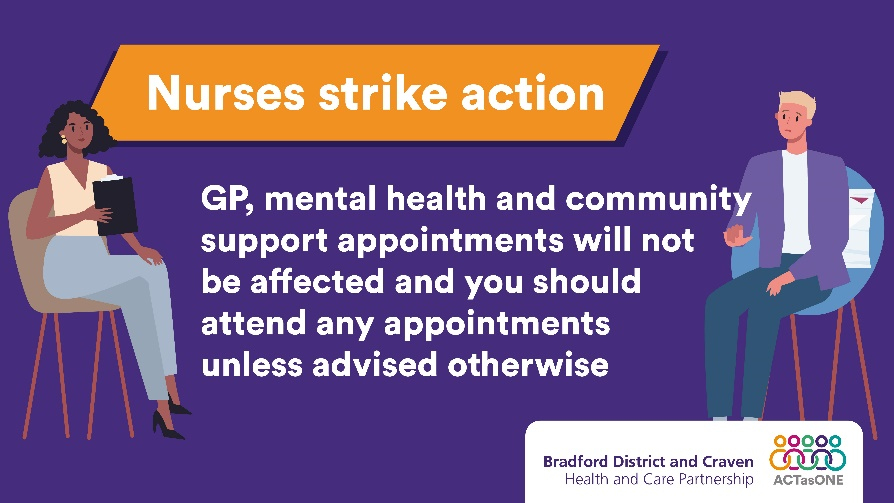 Nurses strike action
GP, mental health and community
support appointments will not
be affected and you should
attend any appointments
unless advised otherwise
Bradford District and Craven
Health and Care Partnership
ACTasONE